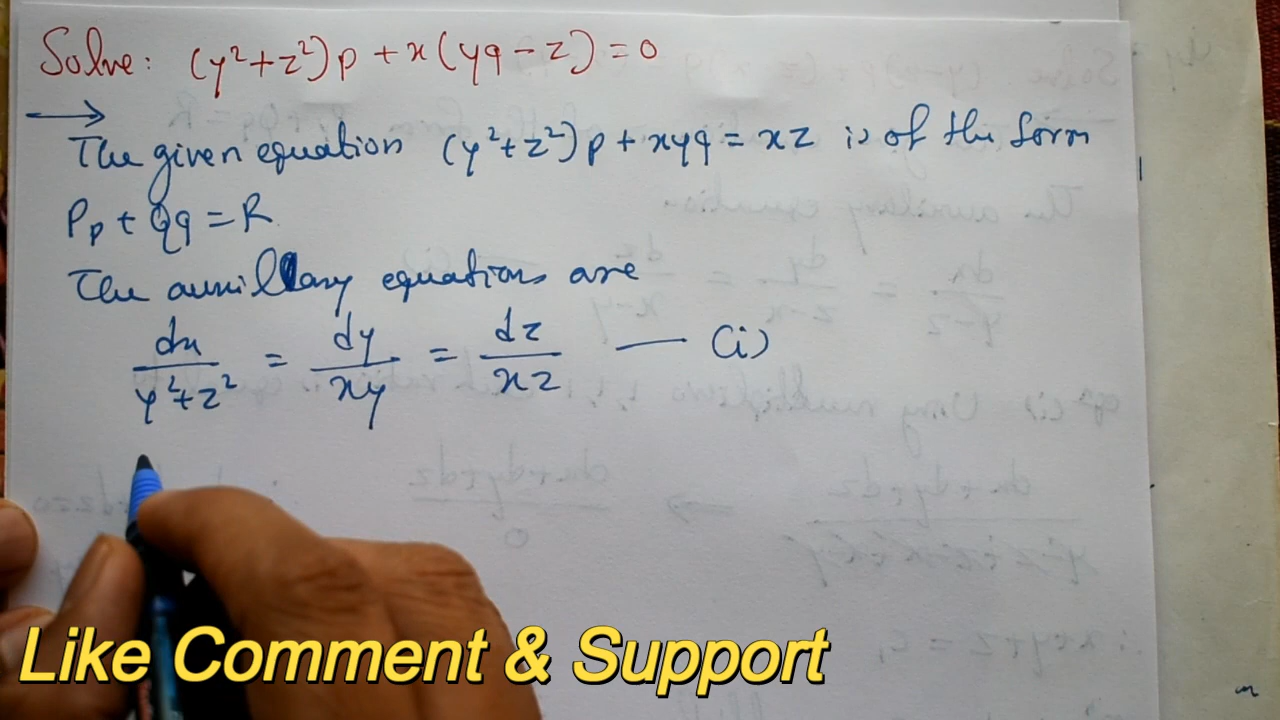 Solve: (y²+z²)p + x(yq - z) = 0
The given equation (y²+z²)p + xyq = xz is of the form
Pp + Qq = R
The auxillary equations are
dx/y²+z² = dy/xy = dz/xz — (i)
Like Comment & Support